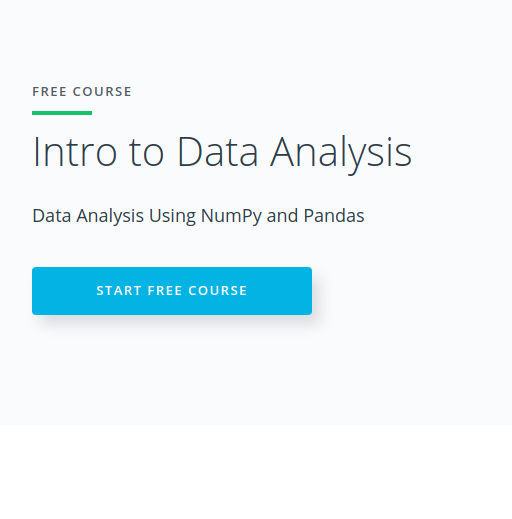 FREE COURSE
Intro to Data Analysis
Data Analysis Using NumPy and Pandas
START FREE COURSE